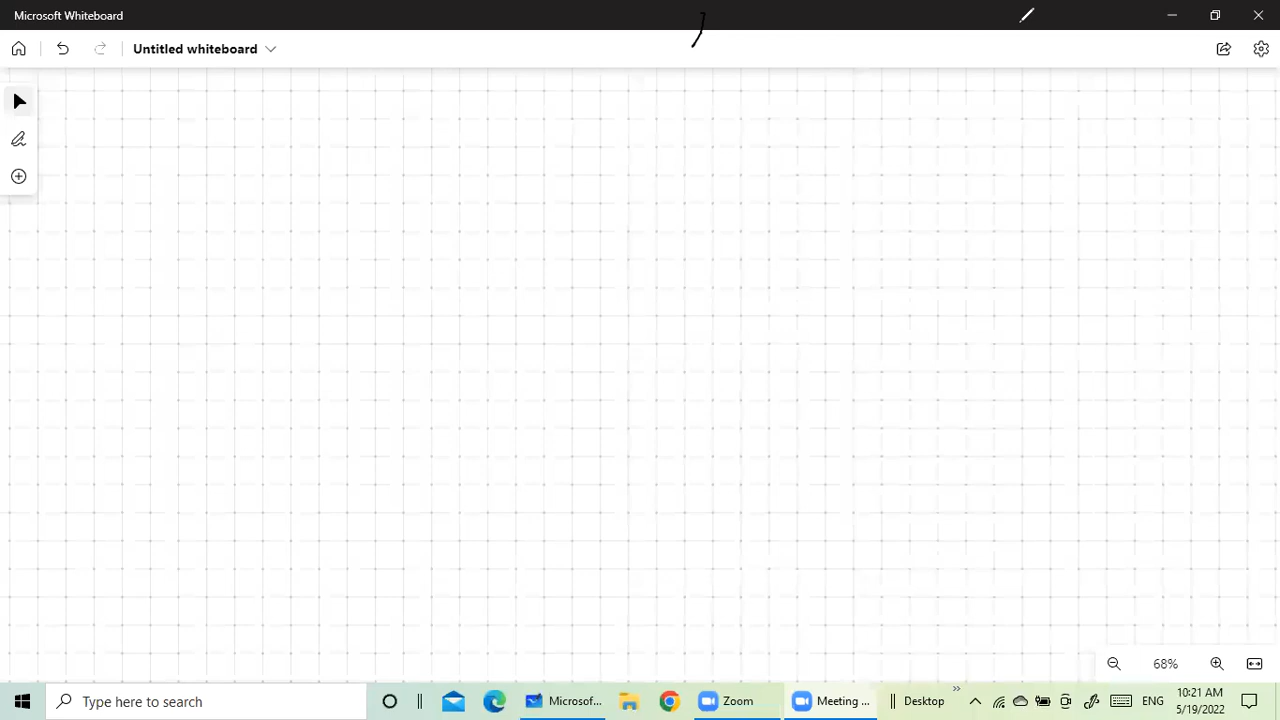 Microsoft Whiteboard
Untitled whiteboard
68%
Type here to search
Microsof...
Zoom
Meeting ...
Desktop
»
ENG
10:21 AM
5/19/2022